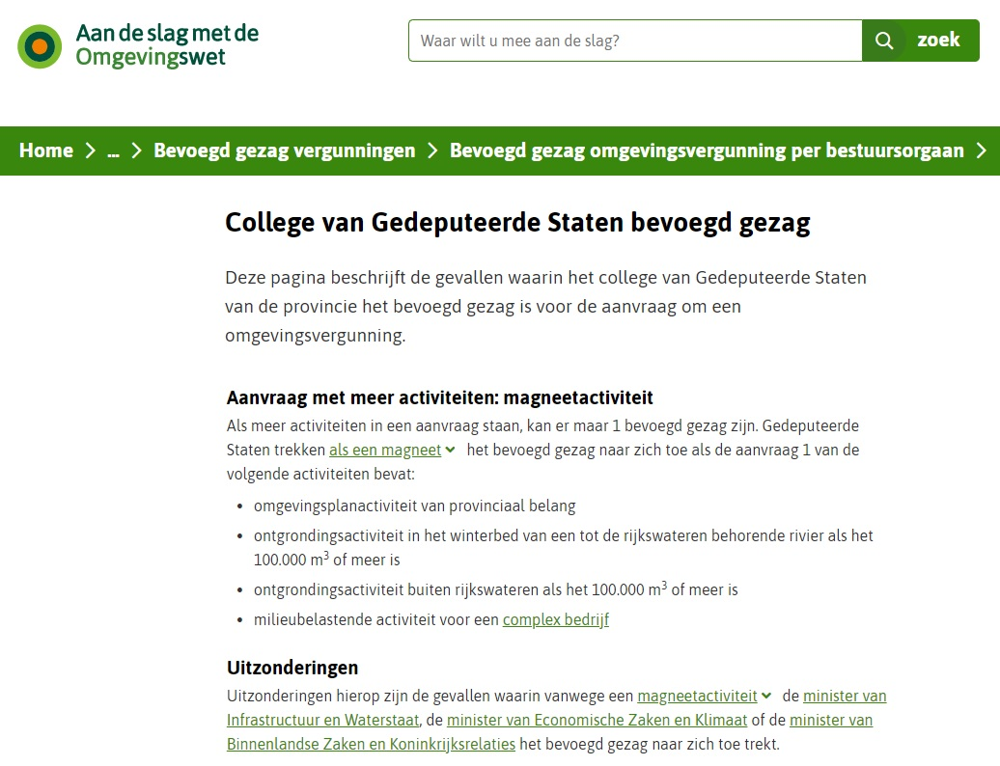 Aan de slag met de
Omgevingswet
Waar wilt u mee aan de slag?
zoek
Home > ... > Bevoegd gezag vergunningen > Bevoegd gezag omgevingsvergunning per bestuursorgaan >
College van Gedeputeerde Staten bevoegd gezag
Deze pagina beschrijft de gevallen waarin het college van Gedeputeerde Staten
van de provincie het bevoegd gezag is voor de aanvraag om een
omgevingsvergunning.
Aanvraag met meer activiteiten: magneetactiviteit
Als meer activiteiten in een aanvraag staan, kan er maar 1 bevoegd gezag zijn. Gedeputeerde
Staten trekken als een magneet het bevoegd gezag naar zich toe als de aanvraag 1 van de
volgende activiteiten bevat:
• omgevingsplanactiviteit van provinciaal belang
• ontgrondingsactiviteit in het winterbed van een tot de rijkswateren behorende rivier als het
100.000 m³ of meer is
• ontgrondingsactiviteit buiten rijkswateren als het 100.000 m³ of meer is
• milieubelastende activiteit voor een complex bedrijf
Uitzonderingen
Uitzonderingen hierop zijn de gevallen waarin vanwege een magneetactiviteit de minister van
Infrastructuur en Waterstaat, de minister van Economische Zaken en Klimaat of de minister van
Binnenlandse Zaken en Koninkrijksrelaties het bevoegd gezag naar zich toe trekt.